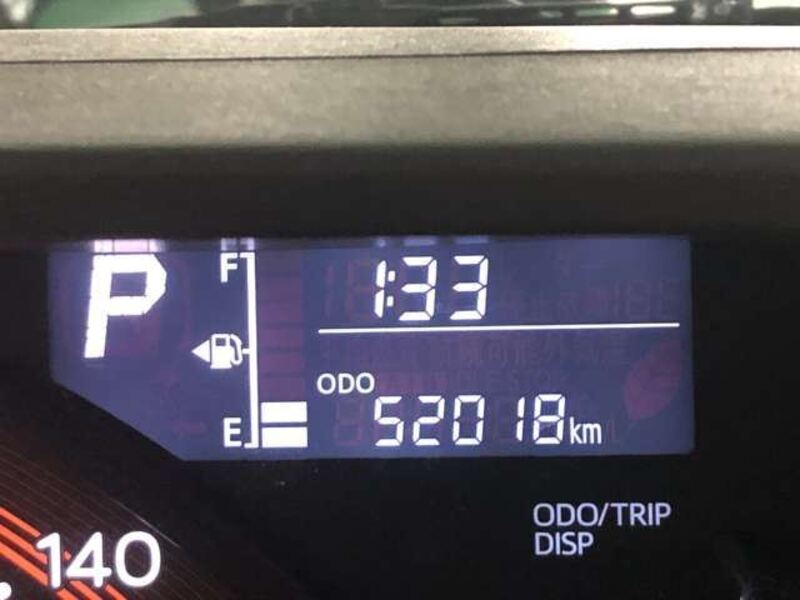 P
F
1:33
ODO
E
52018km
ODO/TRIP
DISP
140